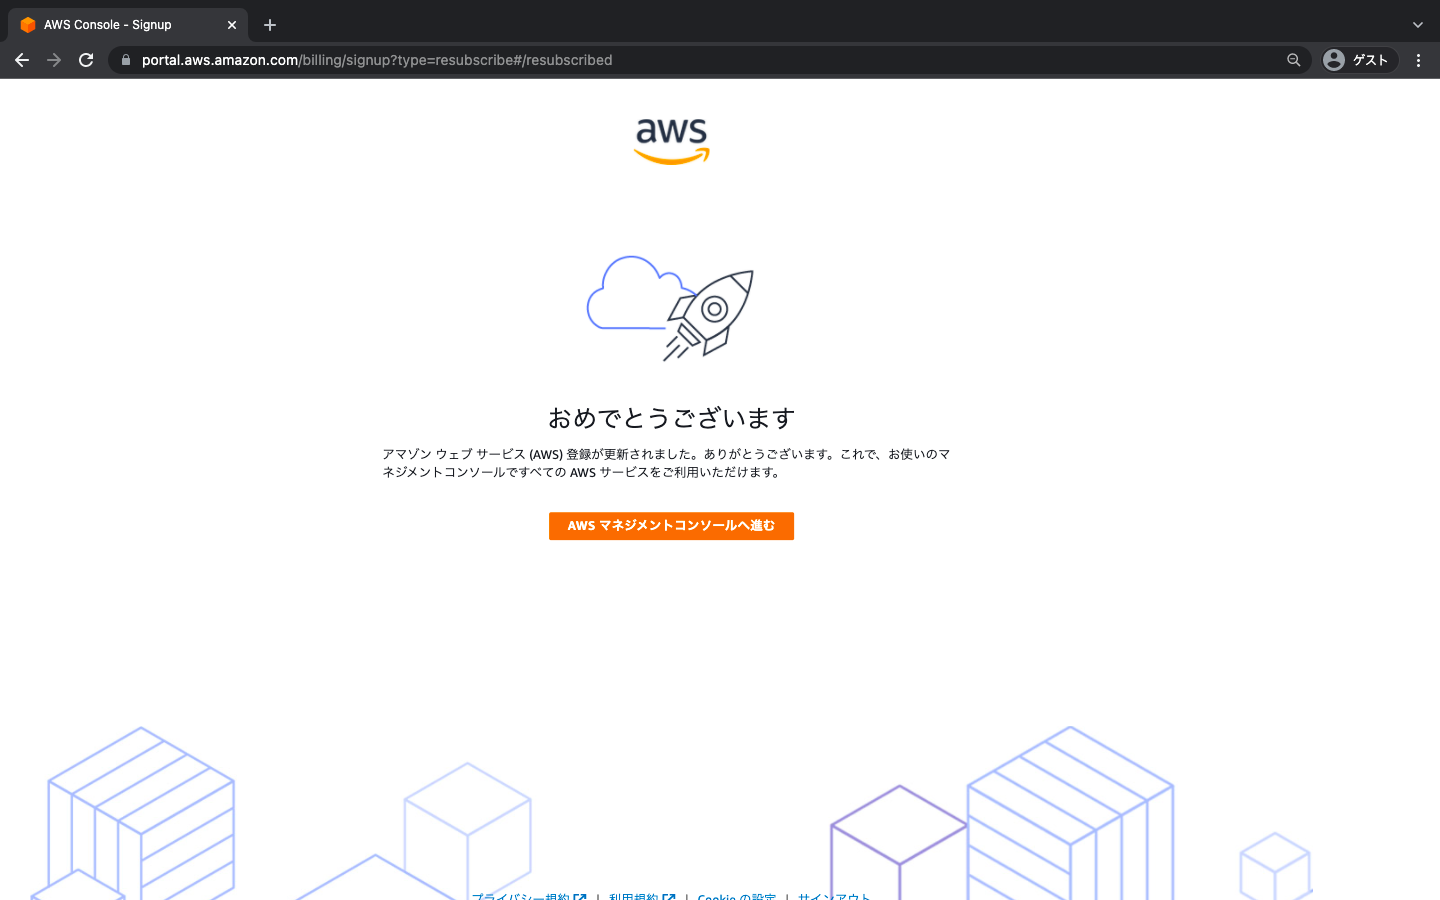 AWS Console - Signup
portal.aws.amazon.com/billing/signup?type=resubscribe#/resubscribed
ゲスト
aws
おめでとうございます
アマゾン ウェブ サービス (AWS) 登録が更新されました。ありがとうございます。これで、お使いのマ
ネジメントコンソールですべての AWS サービスをご利用いただけます。
AWS マネジメントコンソールへ進む
プライバシー規約 | 利用規約 | Cookie の設定 | サインアウト